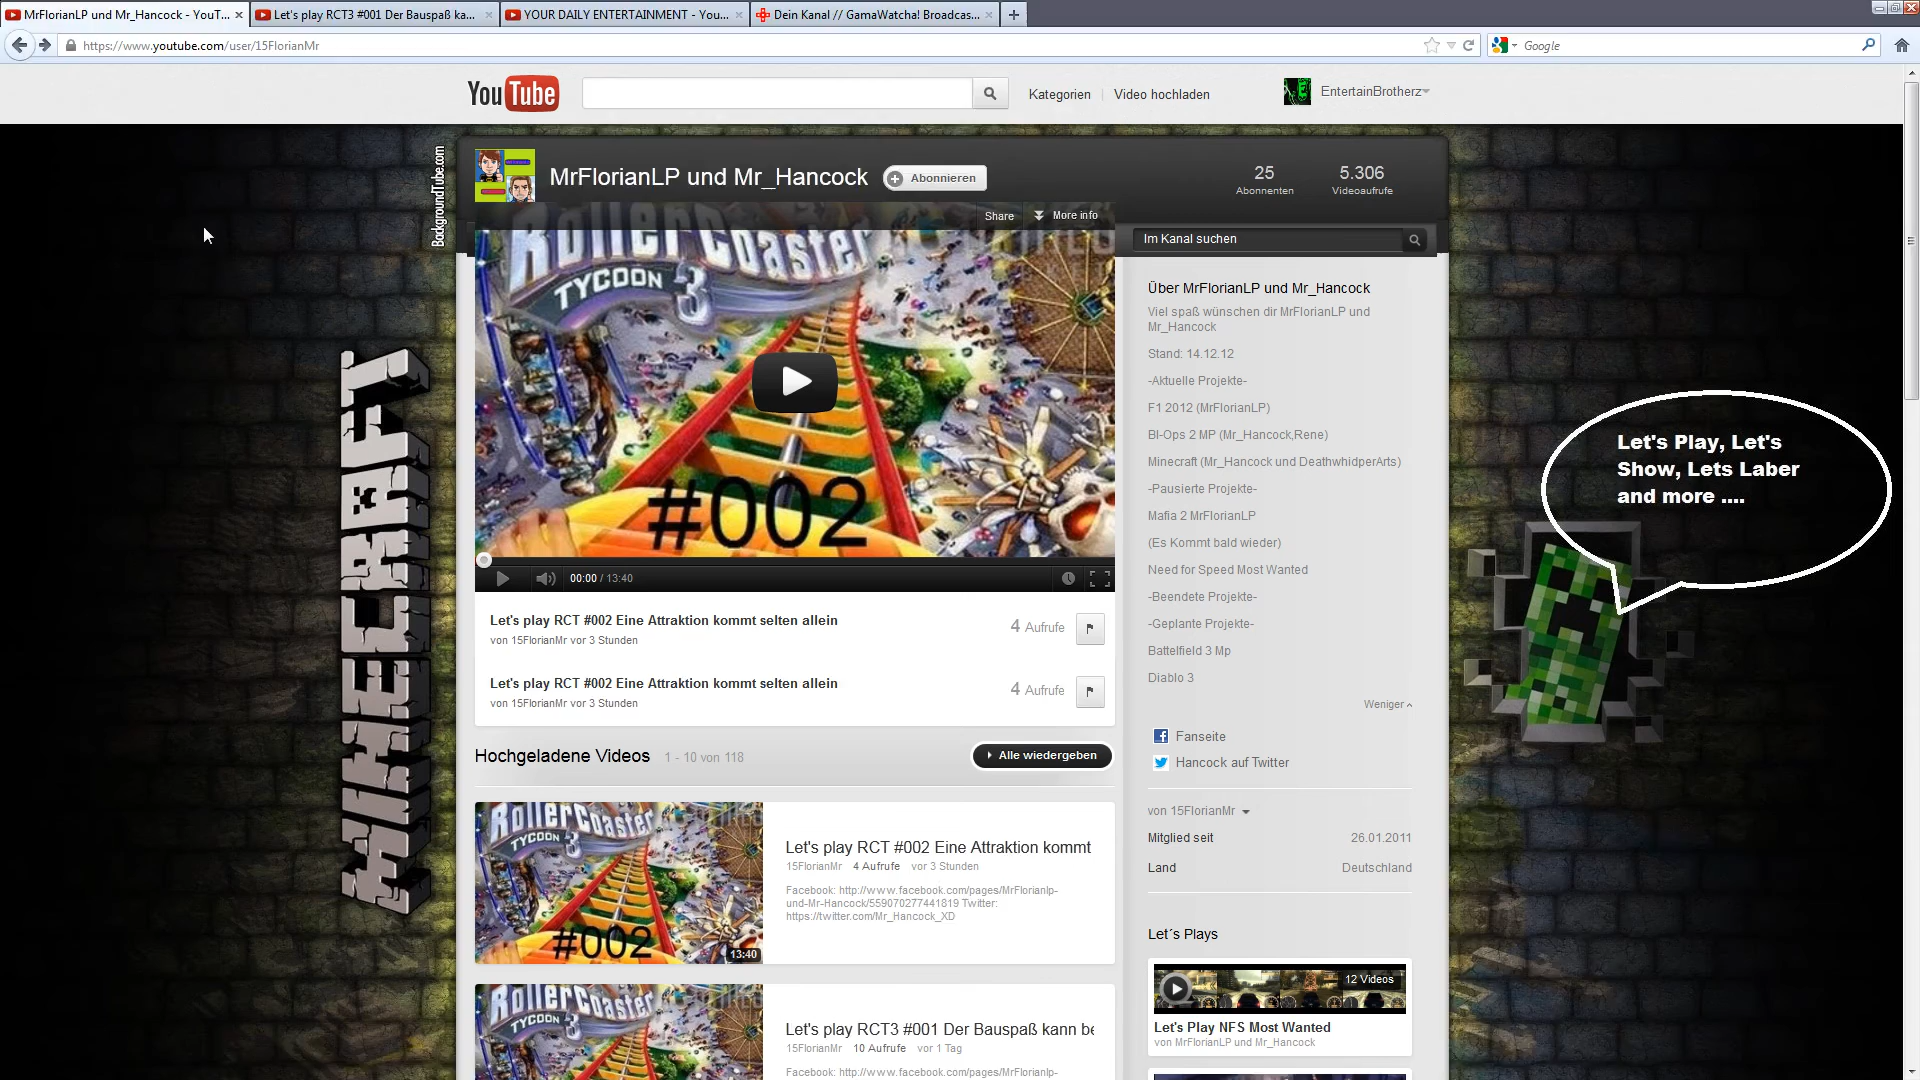 MrFlorianLP und Mr_Hancock - YouT...
Let's play RCT3 #001 Der Bauspaß ka...
YOUR DAILY ENTERTAINMENT - You...
Dein Kanal // GamaWatcha! Broadcas...
https://www.youtube.com/user/15FlorianMr
Google
YouTube
Kategorien
Video hochladen
EntertainBrotherz
BackgroundTube.com
MrFlorianLP und Mr_Hancock
Abonnieren
25
Abonnenten
5.306
Videoaufrufe
Share
More info
Im Kanal suchen
RollerCoaster
TYCOON 3
#002
00:00 / 13:40
Let's play RCT #002 Eine Attraktion kommt selten allein
von 15FlorianMr vor 3 Stunden
4 Aufrufe
Let's play RCT #002 Eine Attraktion kommt selten allein
von 15FlorianMr vor 3 Stunden
4 Aufrufe
Hochgeladene Videos
1 - 10 von 118
Alle wiedergeben
RollerCoaster
TYCOON 3
#002
13:40
Let's play RCT #002 Eine Attraktion kommt
15FlorianMr 4 Aufrufe vor 3 Stunden
Facebook: http://www.facebook.com/pages/MrFlorianlp-
und-Mr-Hancock/559070277441819 Twitter:
https://twitter.com/Mr_Hancock_XD
RollerCoaster
TYCOON 3
Let's play RCT3 #001 Der Bauspaß kann be
15FlorianMr 10 Aufrufe vor 1 Tag
Facebook: http://www.facebook.com/pages/MrFlorianlp-
Über MrFlorianLP und Mr_Hancock
Viel spaß wünschen dir MrFlorianLP und
Mr_Hancock
Stand: 14.12.12
-Aktuelle Projekte-
F1 2012 (MrFlorianLP)
Bl-Ops 2 MP (Mr_Hancock,Rene)
Minecraft (Mr_Hancock und DeathwhidperArts)
-Pausierte Projekte-
Mafia 2 MrFlorianLP
(Es Kommt bald wieder)
Need for Speed Most Wanted
-Beendete Projekte-
-Geplante Projekte-
Battelfield 3 Mp
Diablo 3
Weniger
Fanseite
Hancock auf Twitter
von 15FlorianMr
Mitglied seit 26.01.2011
Land Deutschland
Let´s Plays
12 Videos
Let's Play NFS Most Wanted
von MrFlorianLP und Mr_Hancock
MINECRAFT
Let's Play, Let's
Show, Lets Laber
and more ....